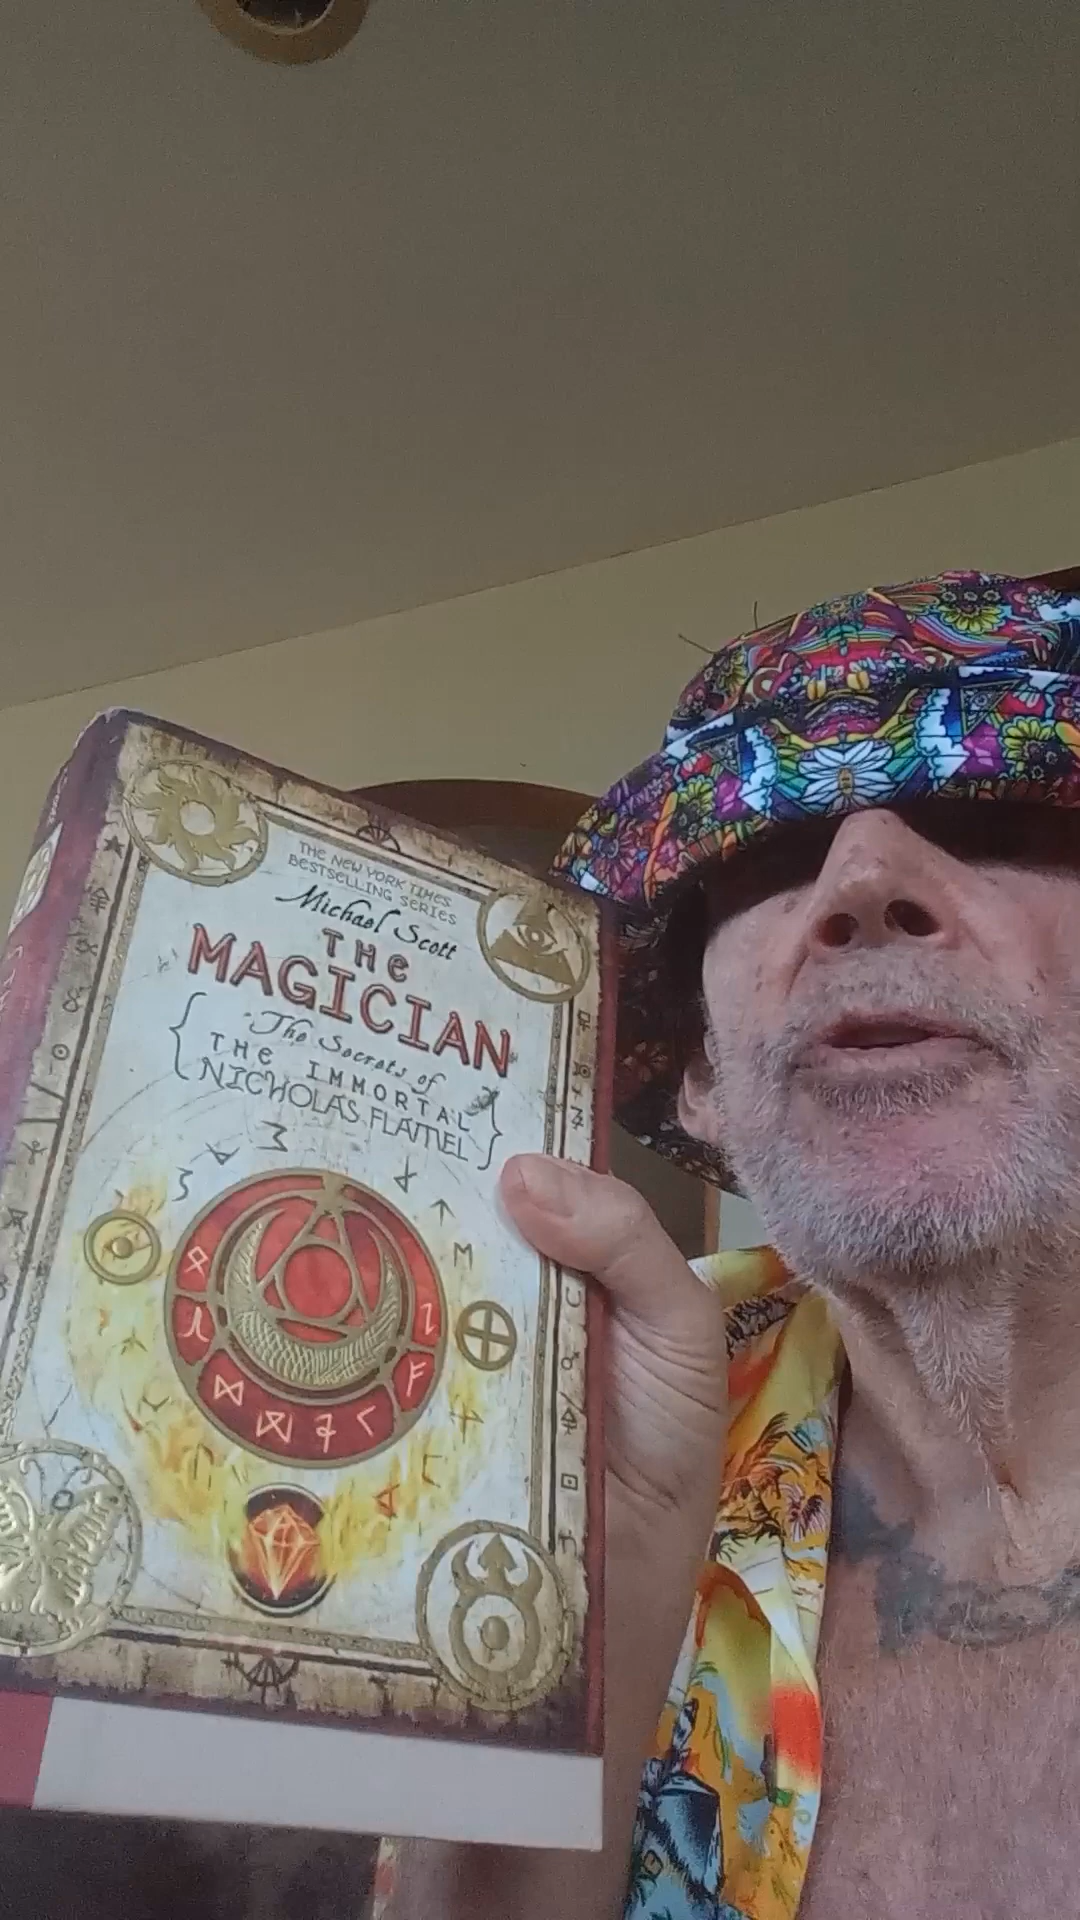 THE NEW YORK TIMES
BESTSELLING SERIES
Michael Scott
THE
MAGICIAN
The Secrets of
THE IMMORTAL
NICHOLAS FLAMEL